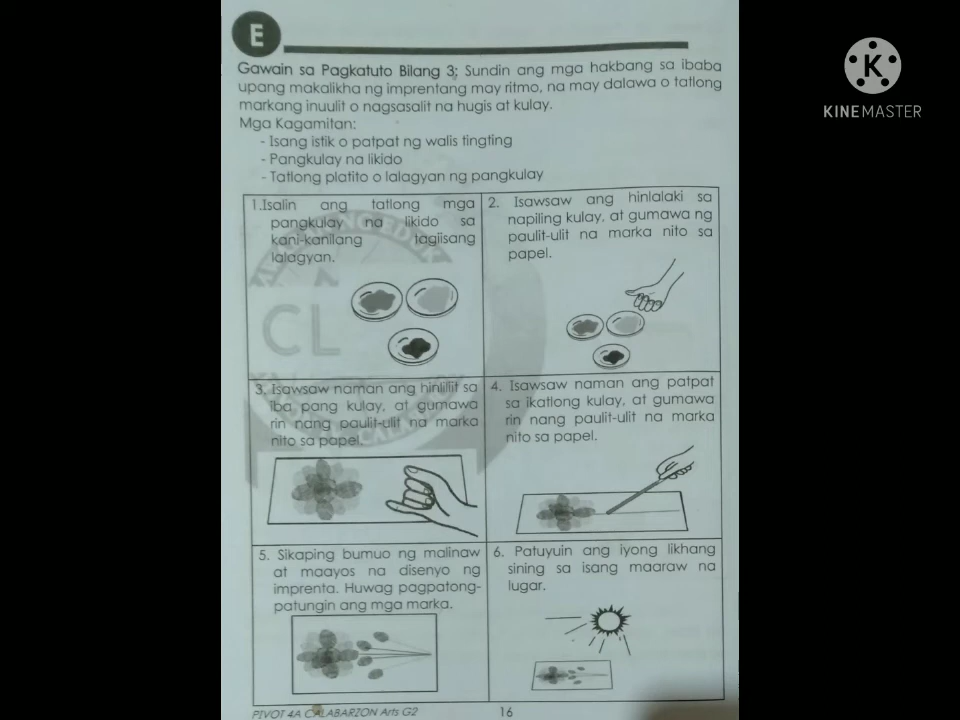 E
Gawain sa Pagkatuto Bilang 3: Sundin ang mga hakbang sa ibaba
upang makalikha ng imprentang may ritmo, na may dalawa o tatlong
markang inuulit o nagsasalit na hugis at kulay.
Mga Kagamitan:
- Isang istik o patpat ng walis tingting
- Pangkulay na likido
- Tatlong platito o lalagyan ng pangkulay
1.Isalin ang tatlong mga
pangkulay na likido sa
kani-kanilang tagiisang
lalagyan.
2. Isawsaw ang hinlalaki sa
napiling kulay, at gumawa ng
paulit-ulit na marka nito sa
papel.
3. Isawsaw naman ang hinliliit sa
iba pang kulay, at gumawa
rin nang paulit-ulit na marka
nito sa papel.
4. Isawsaw naman ang patpat
sa ikatlong kulay, at gumawa
rin nang paulit-ulit na marka
nito sa papel.
5. Sikaping bumuo ng malinaw
at maayos na disenyo ng
imprenta. Huwag pagpatong-
patungin ang mga marka.
6. Patuyuin ang iyong likhang
sining sa isang maaraw na
lugar.
PIVOT 4A CALABARZON Arts G2
16
CL
K
KINEMASTER